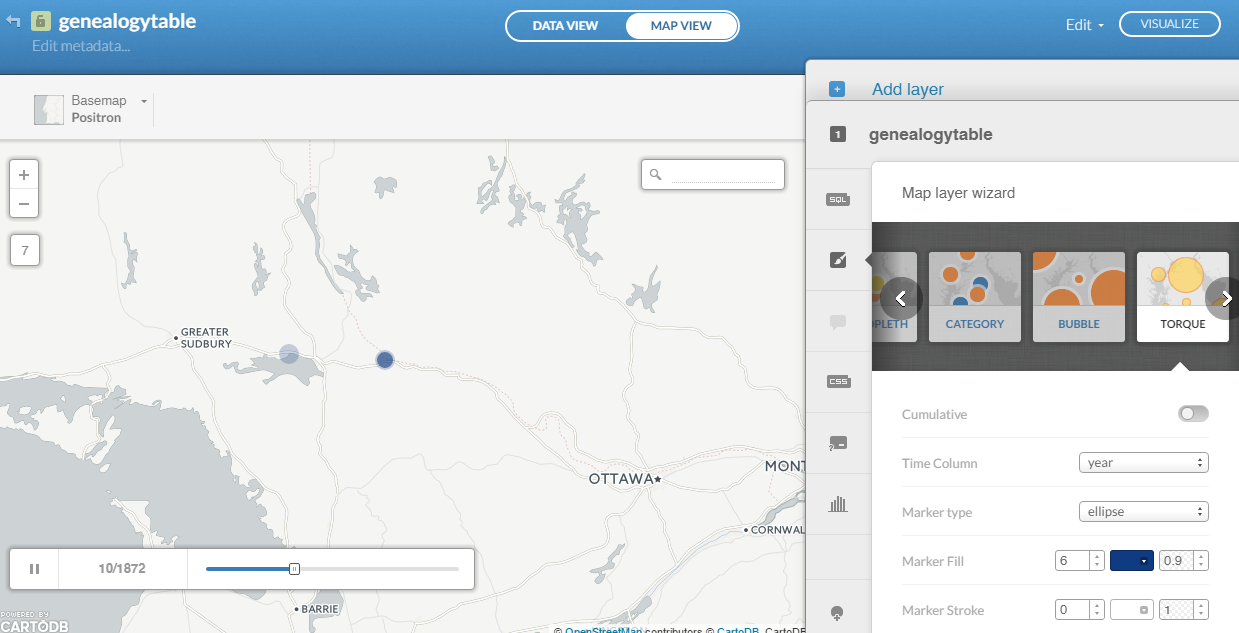 genealogytable
Edit metadata...
DATA VIEW
MAP VIEW
Edit
VISUALIZE
Basemap
Positron
+
−
7
GREATER
SUDBURY
OTTAWA
MONT
CORNWAL
BARRIE
10/1872
POWERED BY
CARTODB
© OpenStreetMap contributors © CartoDB, CartoDB
+
Add layer
1
genealogytable
SQL
CSS
Map layer wizard
OPLETH
CATEGORY
BUBBLE
TORQUE
Cumulative
Time Column
year
Marker type
ellipse
Marker Fill
6
0.9
Marker Stroke
0
1